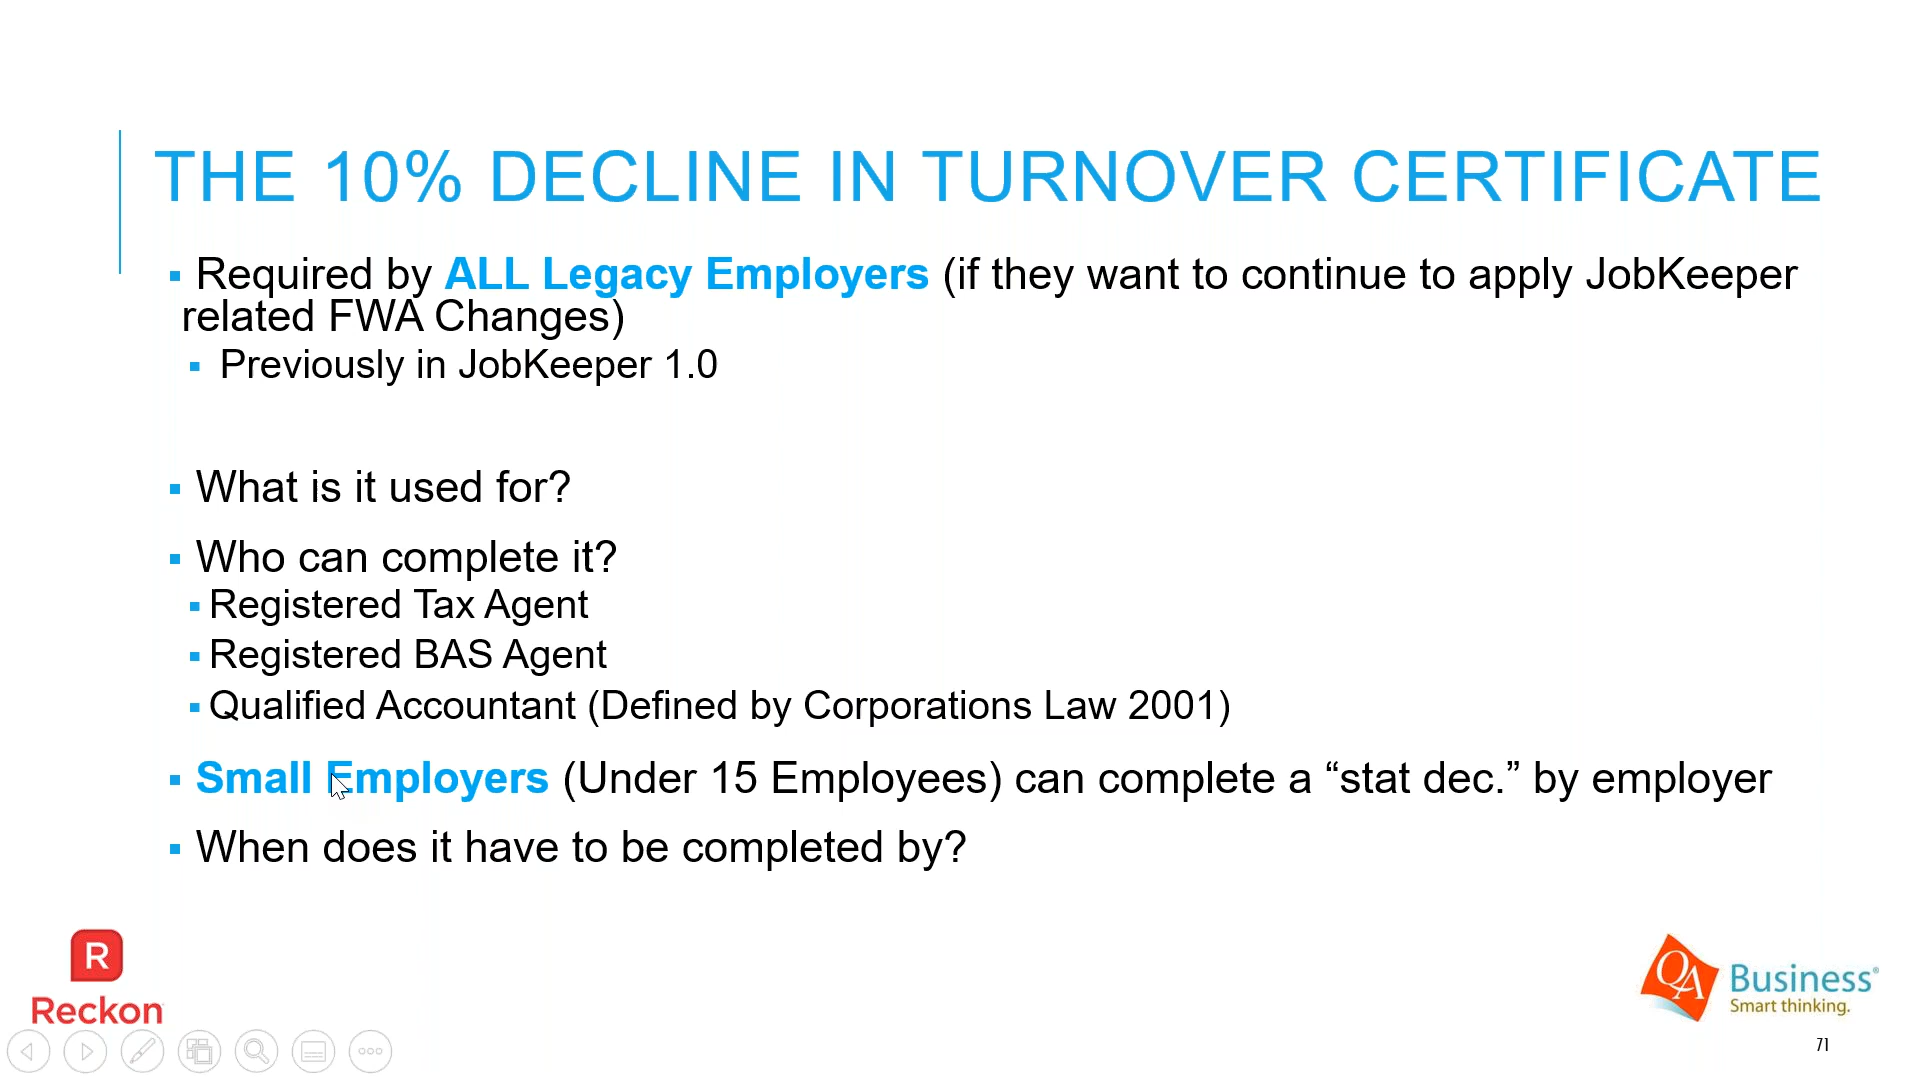 THE 10% DECLINE IN TURNOVER CERTIFICATE
▪ Required by ALL Legacy Employers (if they want to continue to apply JobKeeper
related FWA Changes)
▪ Previously in JobKeeper 1.0
▪ What is it used for?
▪ Who can complete it?
▪ Registered Tax Agent
▪ Registered BAS Agent
▪ Qualified Accountant (Defined by Corporations Law 2001)
▪ Small Employers (Under 15 Employees) can complete a “stat dec.” by employer
▪ When does it have to be completed by?
R
Reckon
QA Business®
Smart thinking.
71